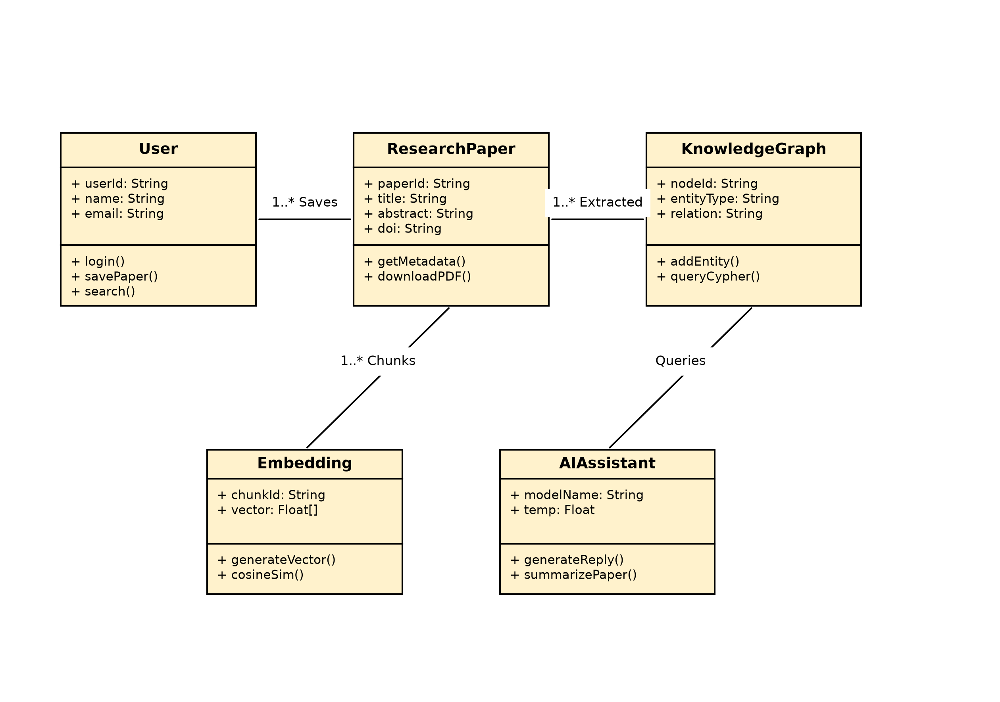 User
+ userId: String
+ name: String
+ email: String
+ login()
+ savePaper()
+ search()
1..* Saves
ResearchPaper
+ paperId: String
+ title: String
+ abstract: String
+ doi: String
+ getMetadata()
+ downloadPDF()
1..* Extracted
KnowledgeGraph
+ nodeId: String
+ entityType: String
+ relation: String
+ addEntity()
+ queryCypher()
1..* Chunks
Queries
Embedding
+ chunkId: String
+ vector: Float[]
+ generateVector()
+ cosineSim()
AIAssistant
+ modelName: String
+ temp: Float
+ generateReply()
+ summarizePaper()